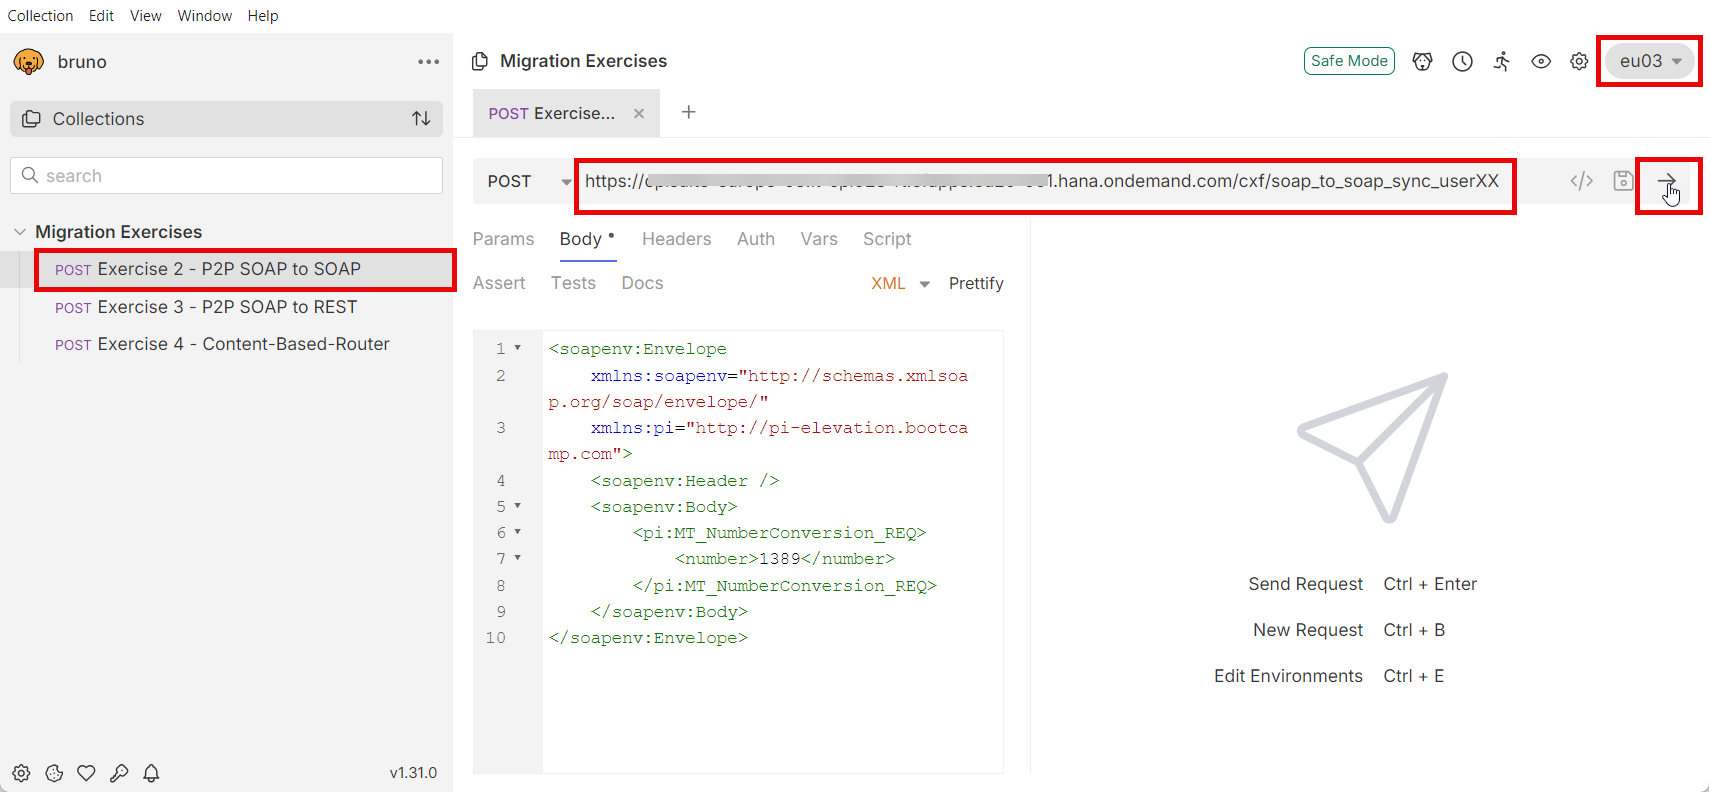 Collection Edit View Window Help
bruno
Collections
search
Migration Exercises
POST Exercise 2 - P2P SOAP to SOAP
POST Exercise 3 - P2P SOAP to REST
POST Exercise 4 - Content-Based-Router
v1.31.0
Migration Exercises
Safe Mode
eu03
POST Exercise...
POST
https:// 1.hana.ondemand.com/cxf/soap_to_soap_sync_userXX
Params Body Headers Auth Vars Script
Assert Tests Docs
XML Prettify
1 <soapenv:Envelope
2 xmlns:soapenv="http://schemas.xmlsoa
p.org/soap/envelope/"
3 xmlns:pi="http://pi-elevation.bootca
mp.com">
4 <soapenv:Header />
5 <soapenv:Body>
6 <pi:MT_NumberConversion_REQ>
7 <number>1389</number>
8 </pi:MT_NumberConversion_REQ>
9 </soapenv:Body>
10 </soapenv:Envelope>
Send Request Ctrl + Enter
New Request Ctrl + B
Edit Environments Ctrl + E